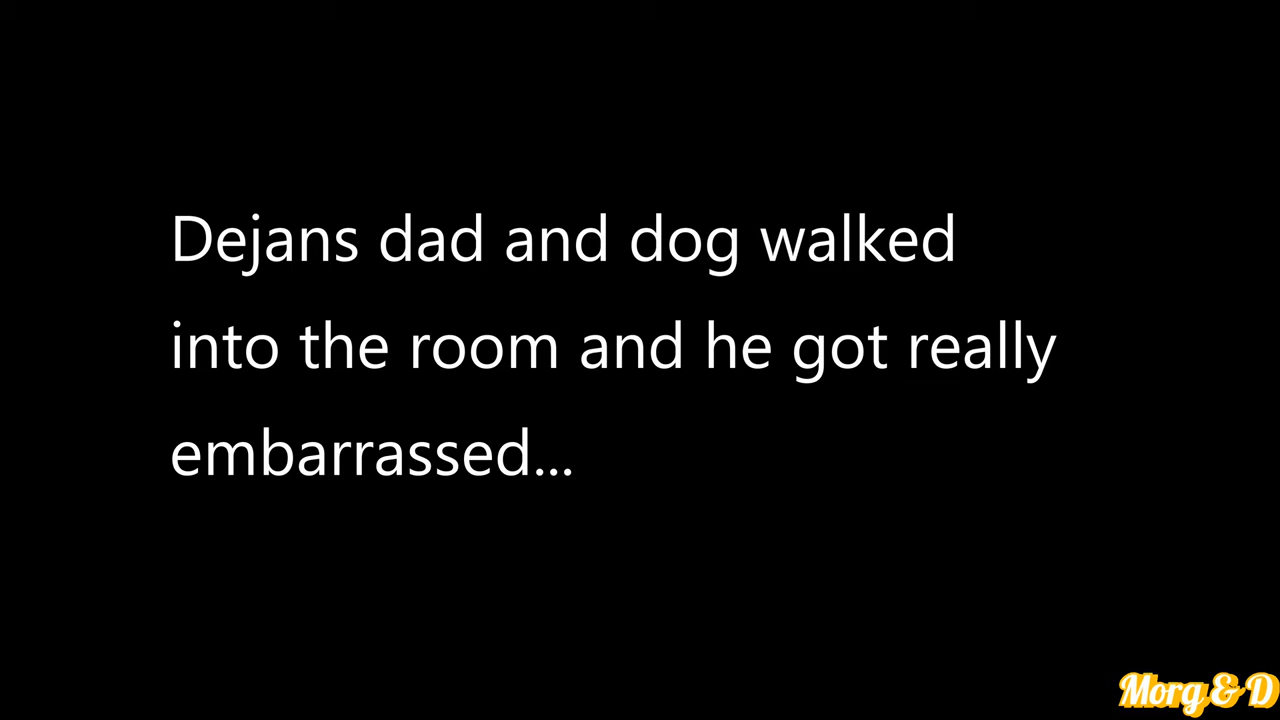 Dejans dad and dog walked
into the room and he got really
embarrassed...
Morg & D